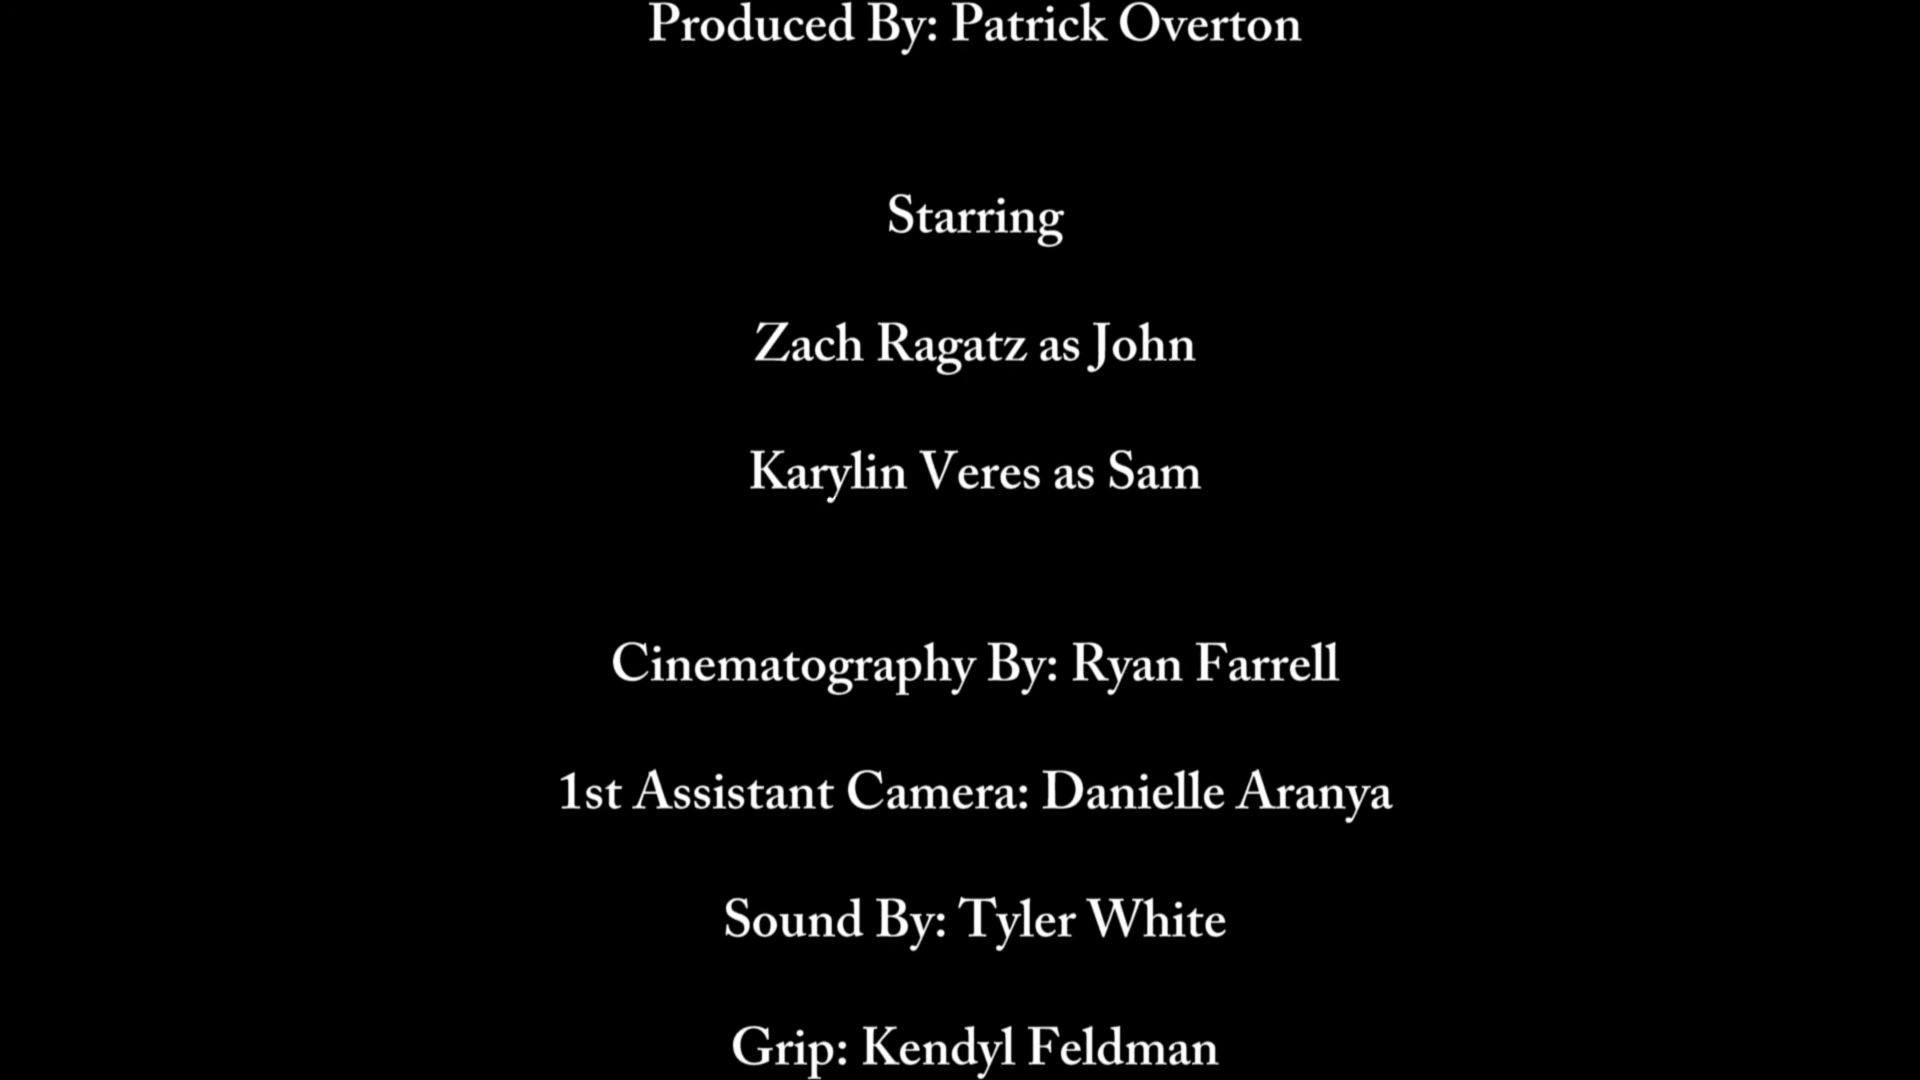 Produced By: Patrick Overton
Starring
Zach Ragatz as John
Karylin Veres as Sam
Cinematography By: Ryan Farrell
1st Assistant Camera: Danielle Aranya
Sound By: Tyler White
Grip: Kendyl Feldman